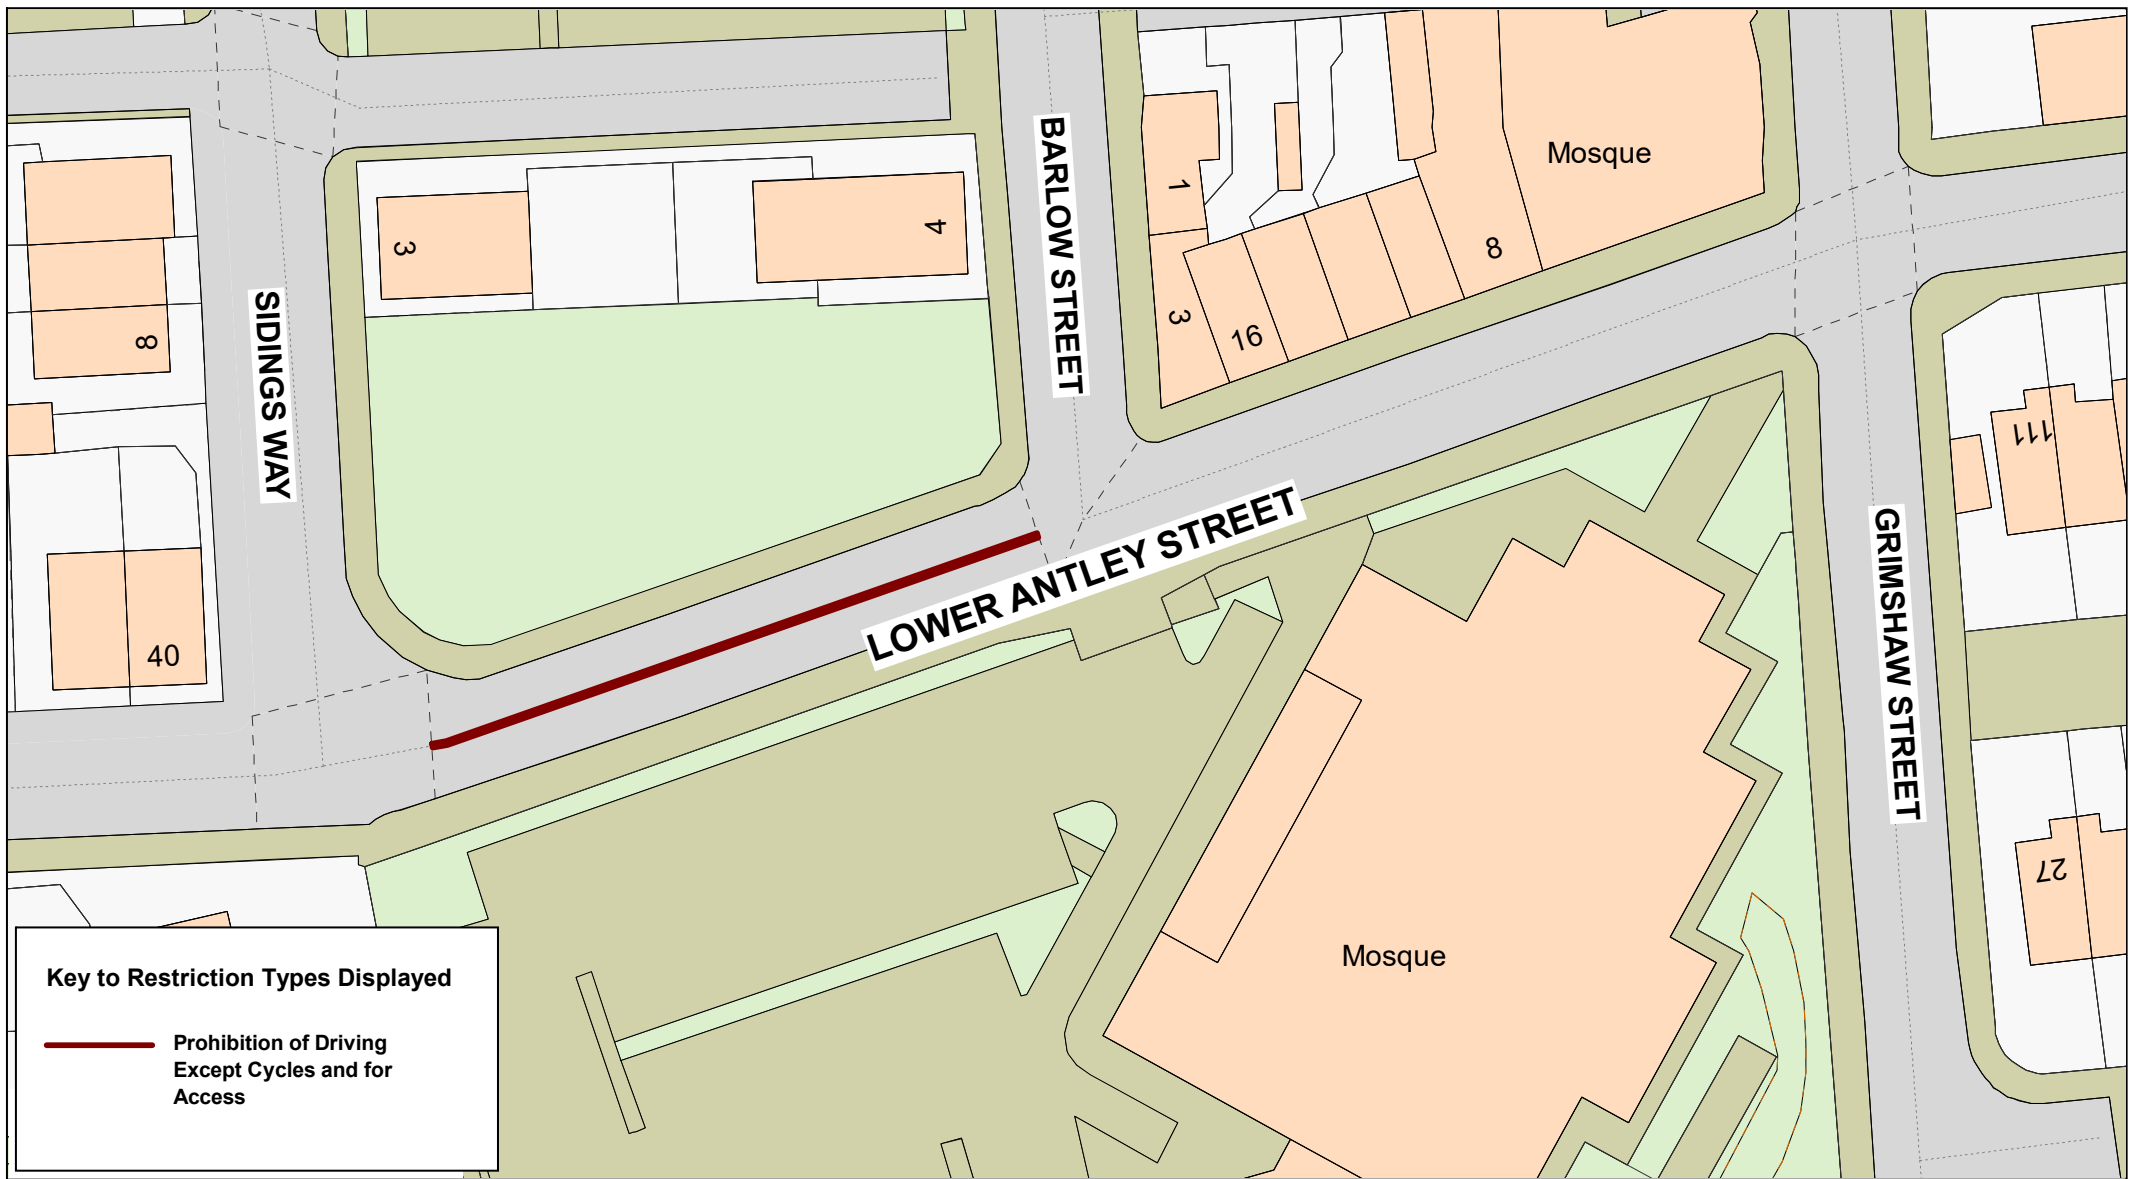 BARLOW STREET
Mosque
1
3
4
8
3
16
8
SIDINGS WAY
111
LOWER ANTLEY STREET
GRIMSHAW STREET
40
27
Mosque
Key to Restriction Types Displayed
Prohibition of Driving
Except Cycles and for
Access